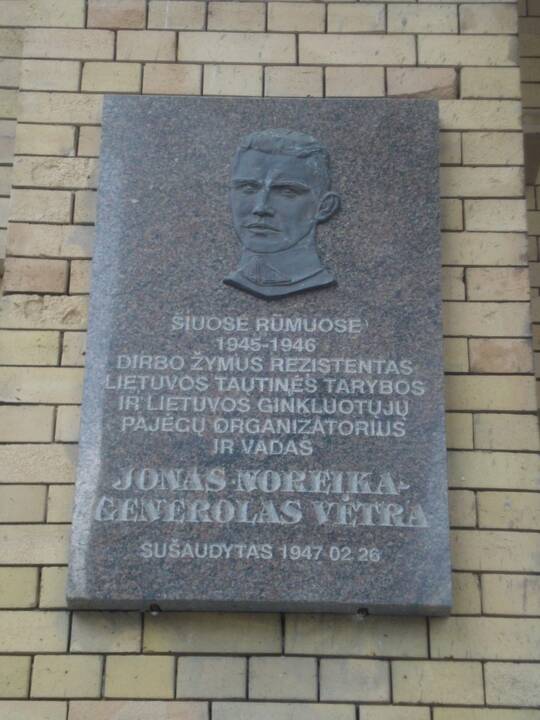 ŠIUOSE RŪMUOSE
1945-1946
DIRBO ŽYMUS REZISTENTAS
LIETUVOS TAUTINĖS TARYBOS
IR LIETUVOS GINKLUOTŲJŲ
PAJĖGŲ ORGANIZATORIUS
IR VADAS
JONAS NOREIKA-
GENEROLAS VĖTRA
SUŠAUDYTAS 1947 02 26